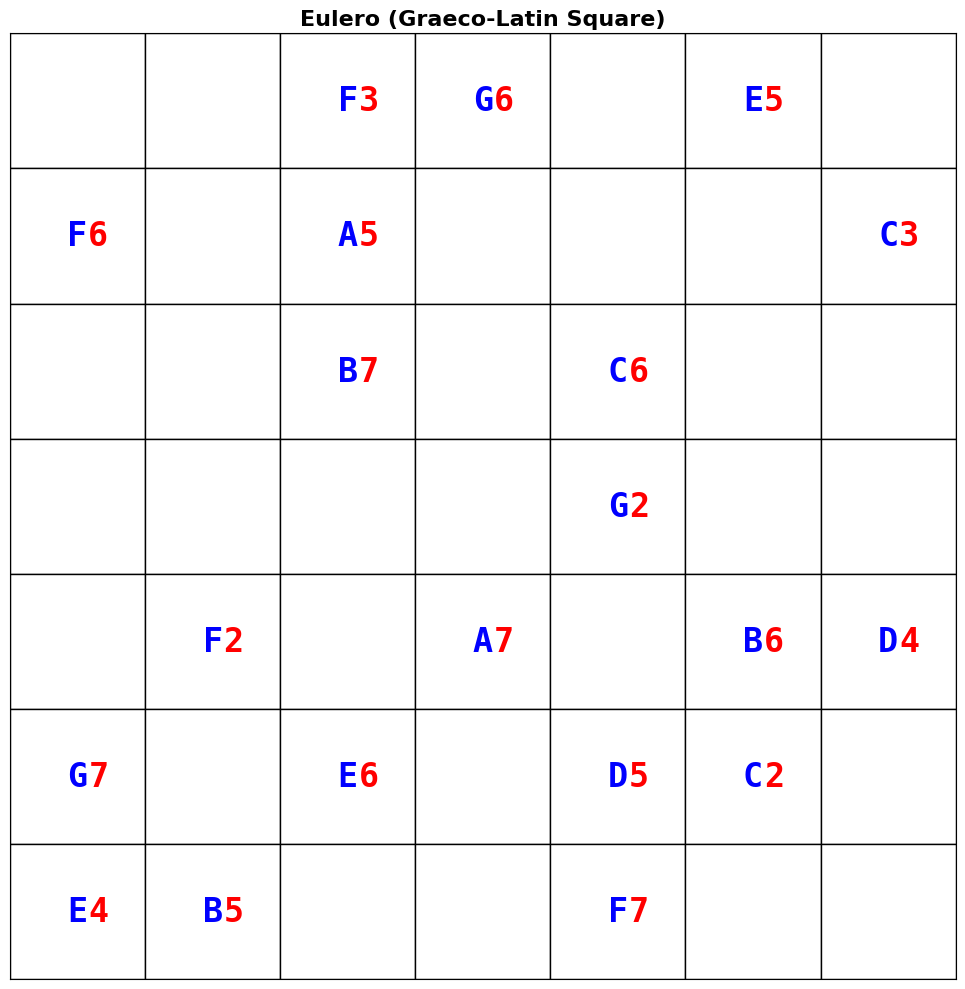 Eulero (Graeco-Latin Square)
F3 G6 E5
F6 A5 C3
B7 C6
G2
F2 A7 B6 D4
G7 E6 D5 C2
E4 B5 F7